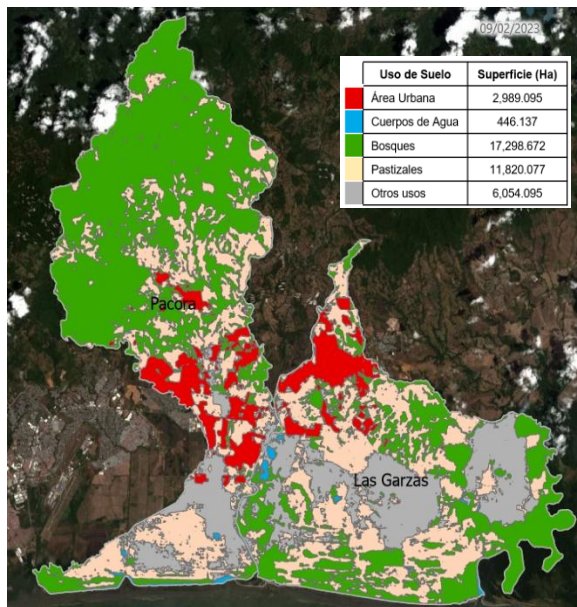 09/02/2023
Uso de Suelo Superficie (Ha)
Área Urbana 2,989.095
Cuerpos de Agua 446.137
Bosques 17,298.672
Pastizales 11,820.077
Otros usos 6,054.095
Pacora
Las Garzas